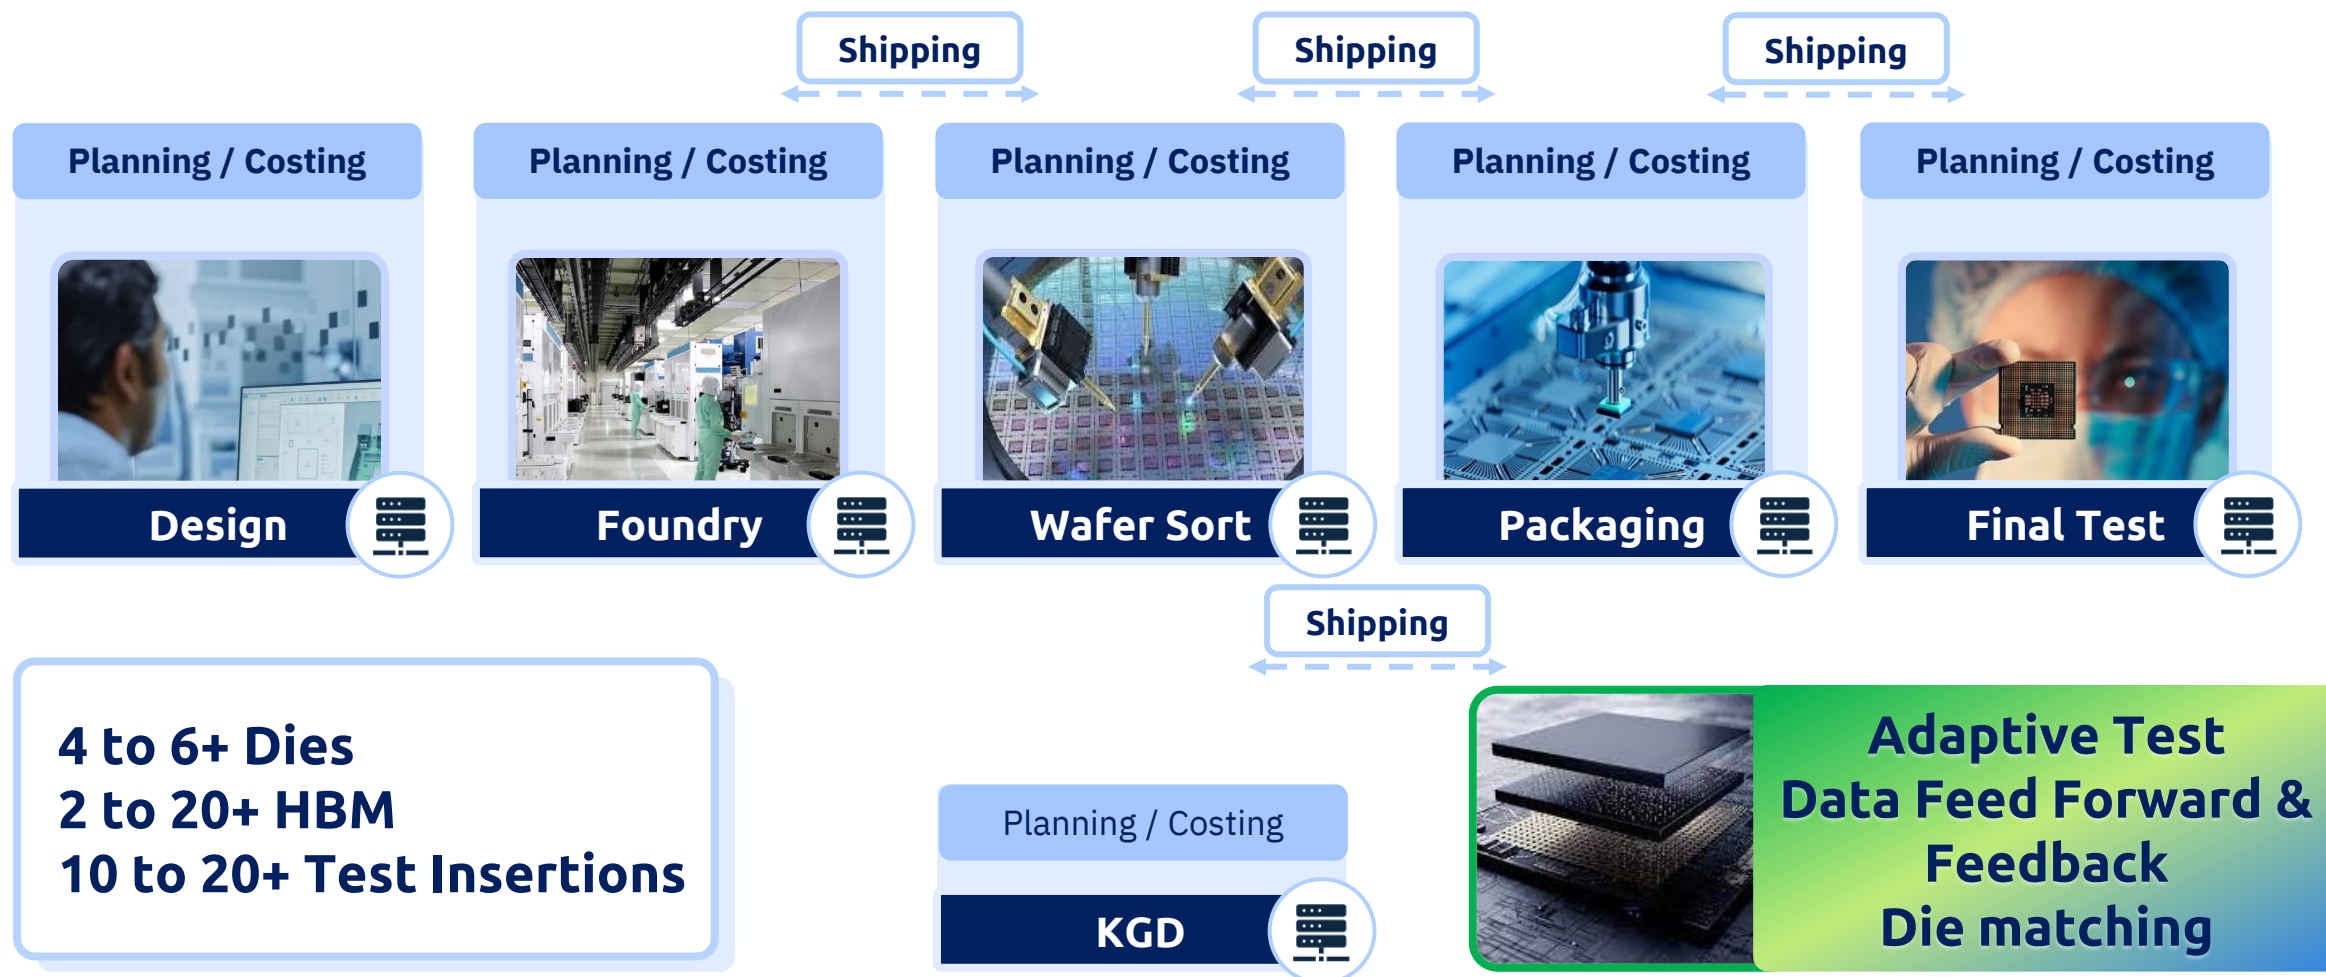 Shipping
Shipping
Shipping
Planning / Costing
Planning / Costing
Planning / Costing
Planning / Costing
Planning / Costing
Design
Foundry
Wafer Sort
Packaging
Final Test
Shipping
4 to 6+ Dies
2 to 20+ HBM
10 to 20+ Test Insertions
Planning / Costing
KGD
Adaptive Test
Data Feed Forward &
Feedback
Die matching